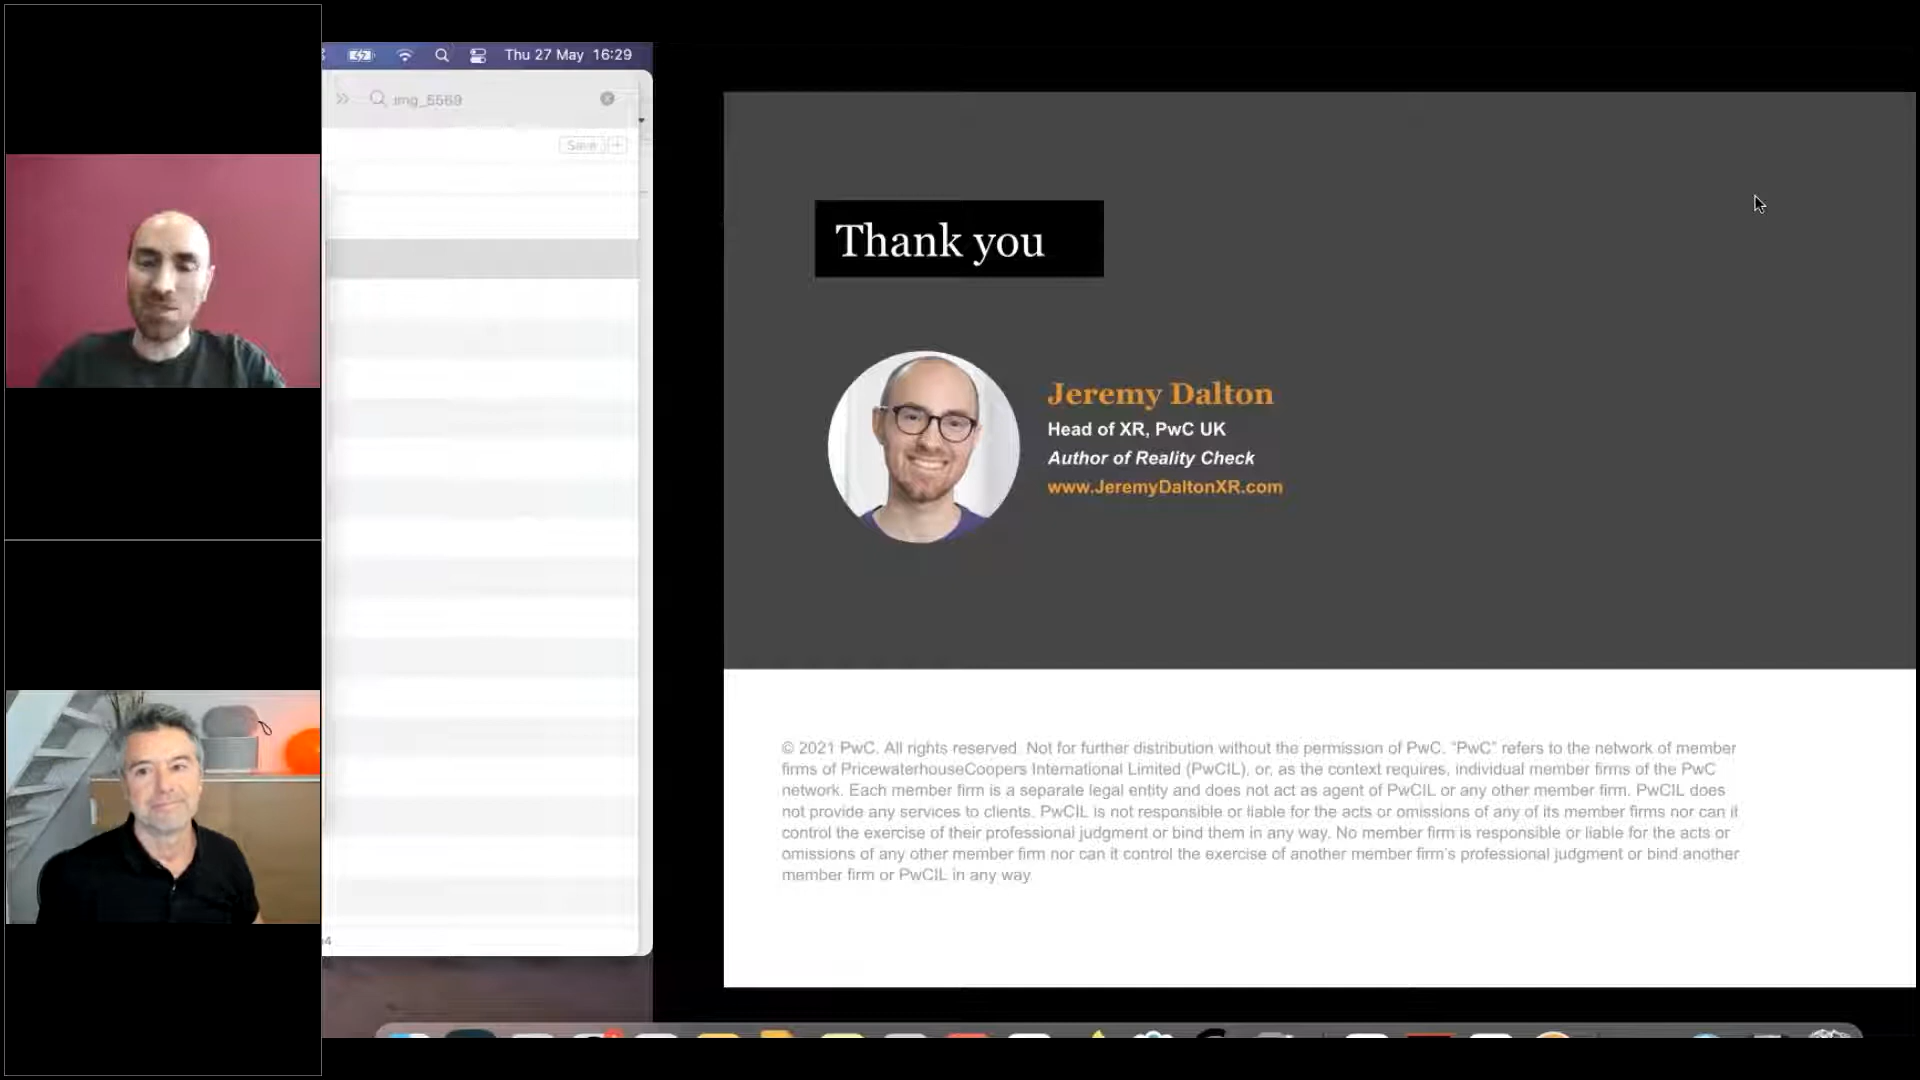 Thu 27 May 16:29
img_5569
Save
Thank you
Jeremy Dalton
Head of XR, PwC UK
Author of Reality Check
www.JeremyDaltonXR.com
© 2021 PwC. All rights reserved. Not for further distribution without the permission of PwC. "PwC" refers to the network of member
firms of PricewaterhouseCoopers International Limited (PwCIL), or, as the context requires, individual member firms of the PwC
network. Each member firm is a separate legal entity and does not act as agent of PwCIL or any other member firm. PwCIL does
not provide any services to clients. PwCIL is not responsible or liable for the acts or omissions of any of its member firms nor can it
control the exercise of their professional judgment or bind them in any way. No member firm is responsible or liable for the acts or
omissions of any other member firm nor can it control the exercise of another member firm's professional judgment or bind another
member firm or PwCIL in any way.